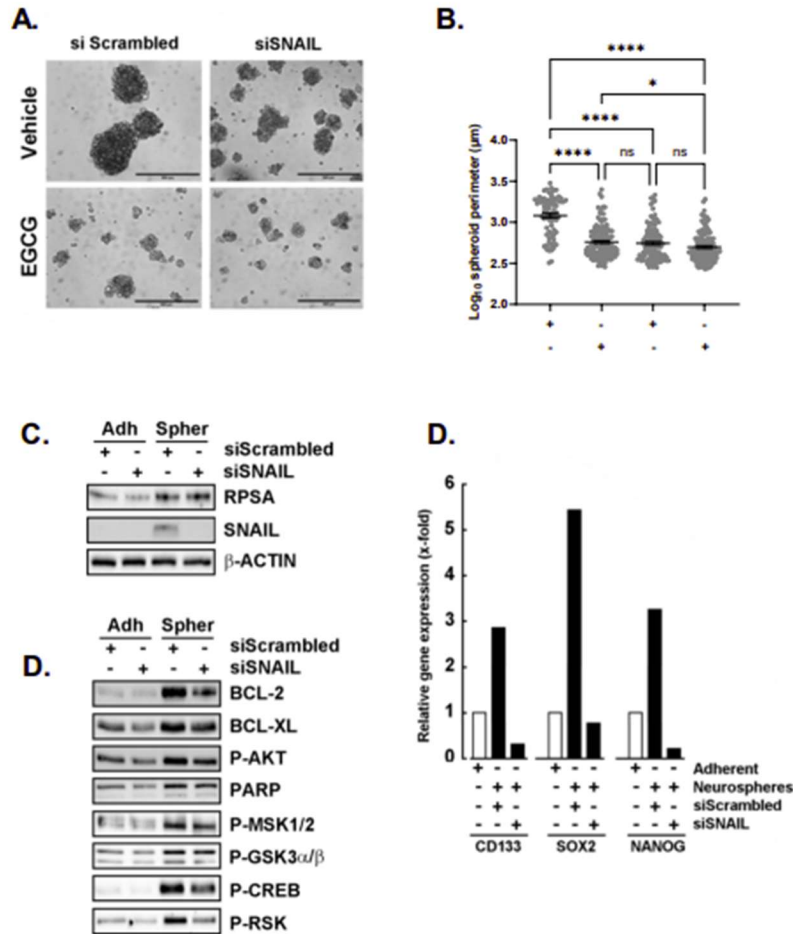 A.
si Scrambled siSNAIL
Vehicle
EGCG
B.
****
*
****
**** ns ns
Log₁₀ spheroid perimeter (µm)
4.0
3.5
3.0
2.5
2.0
+ - + -
- + - +
C.
Adh Spher
+ - + - siScrambled
- + - + siSNAIL
RPSA
SNAIL
β-ACTIN
D.
Adh Spher
+ - + - siScrambled
- + - + siSNAIL
BCL-2
BCL-XL
P-AKT
PARP
P-MSK1/2
P-GSK3α/β
P-CREB
P-RSK
D.
Relative gene expression (x-fold)
6
5
4
3
2
1
0
+ - - + - - + - - Adherent
- + + - + + - + + Neurospheres
- + - - + - - + - siScrambled
- - + - - + - - + siSNAIL
CD133 SOX2 NANOG